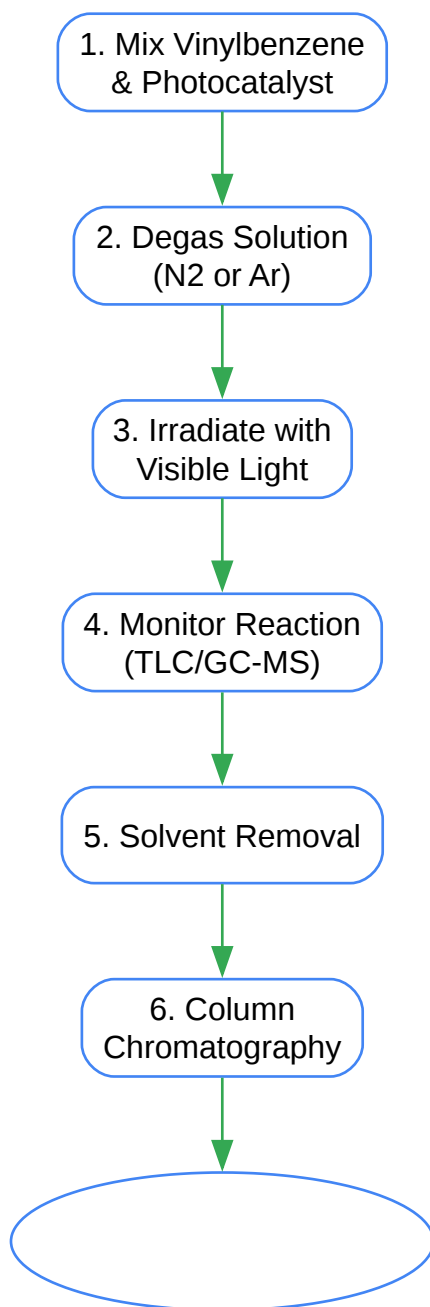 1. Mix Vinylbenzene
& Photocatalyst
2. Degas Solution
(N2 or Ar)
3. Irradiate with
Visible Light
4. Monitor Reaction
(TLC/GC-MS)
5. Solvent Removal
6. Column
Chromatography